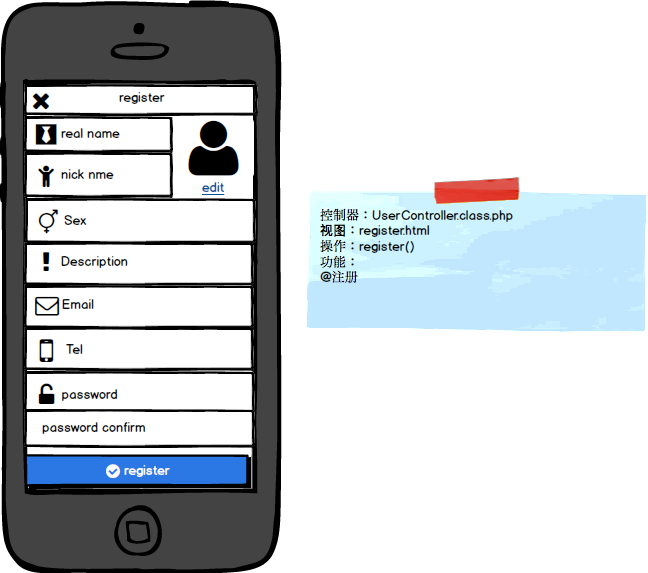 register
real name
nick nme
edit
Sex
Description
Email
Tel
password
password confirm
register
控制器：UserController.class.php
视图：register.html
操作：register()
功能：
@注册